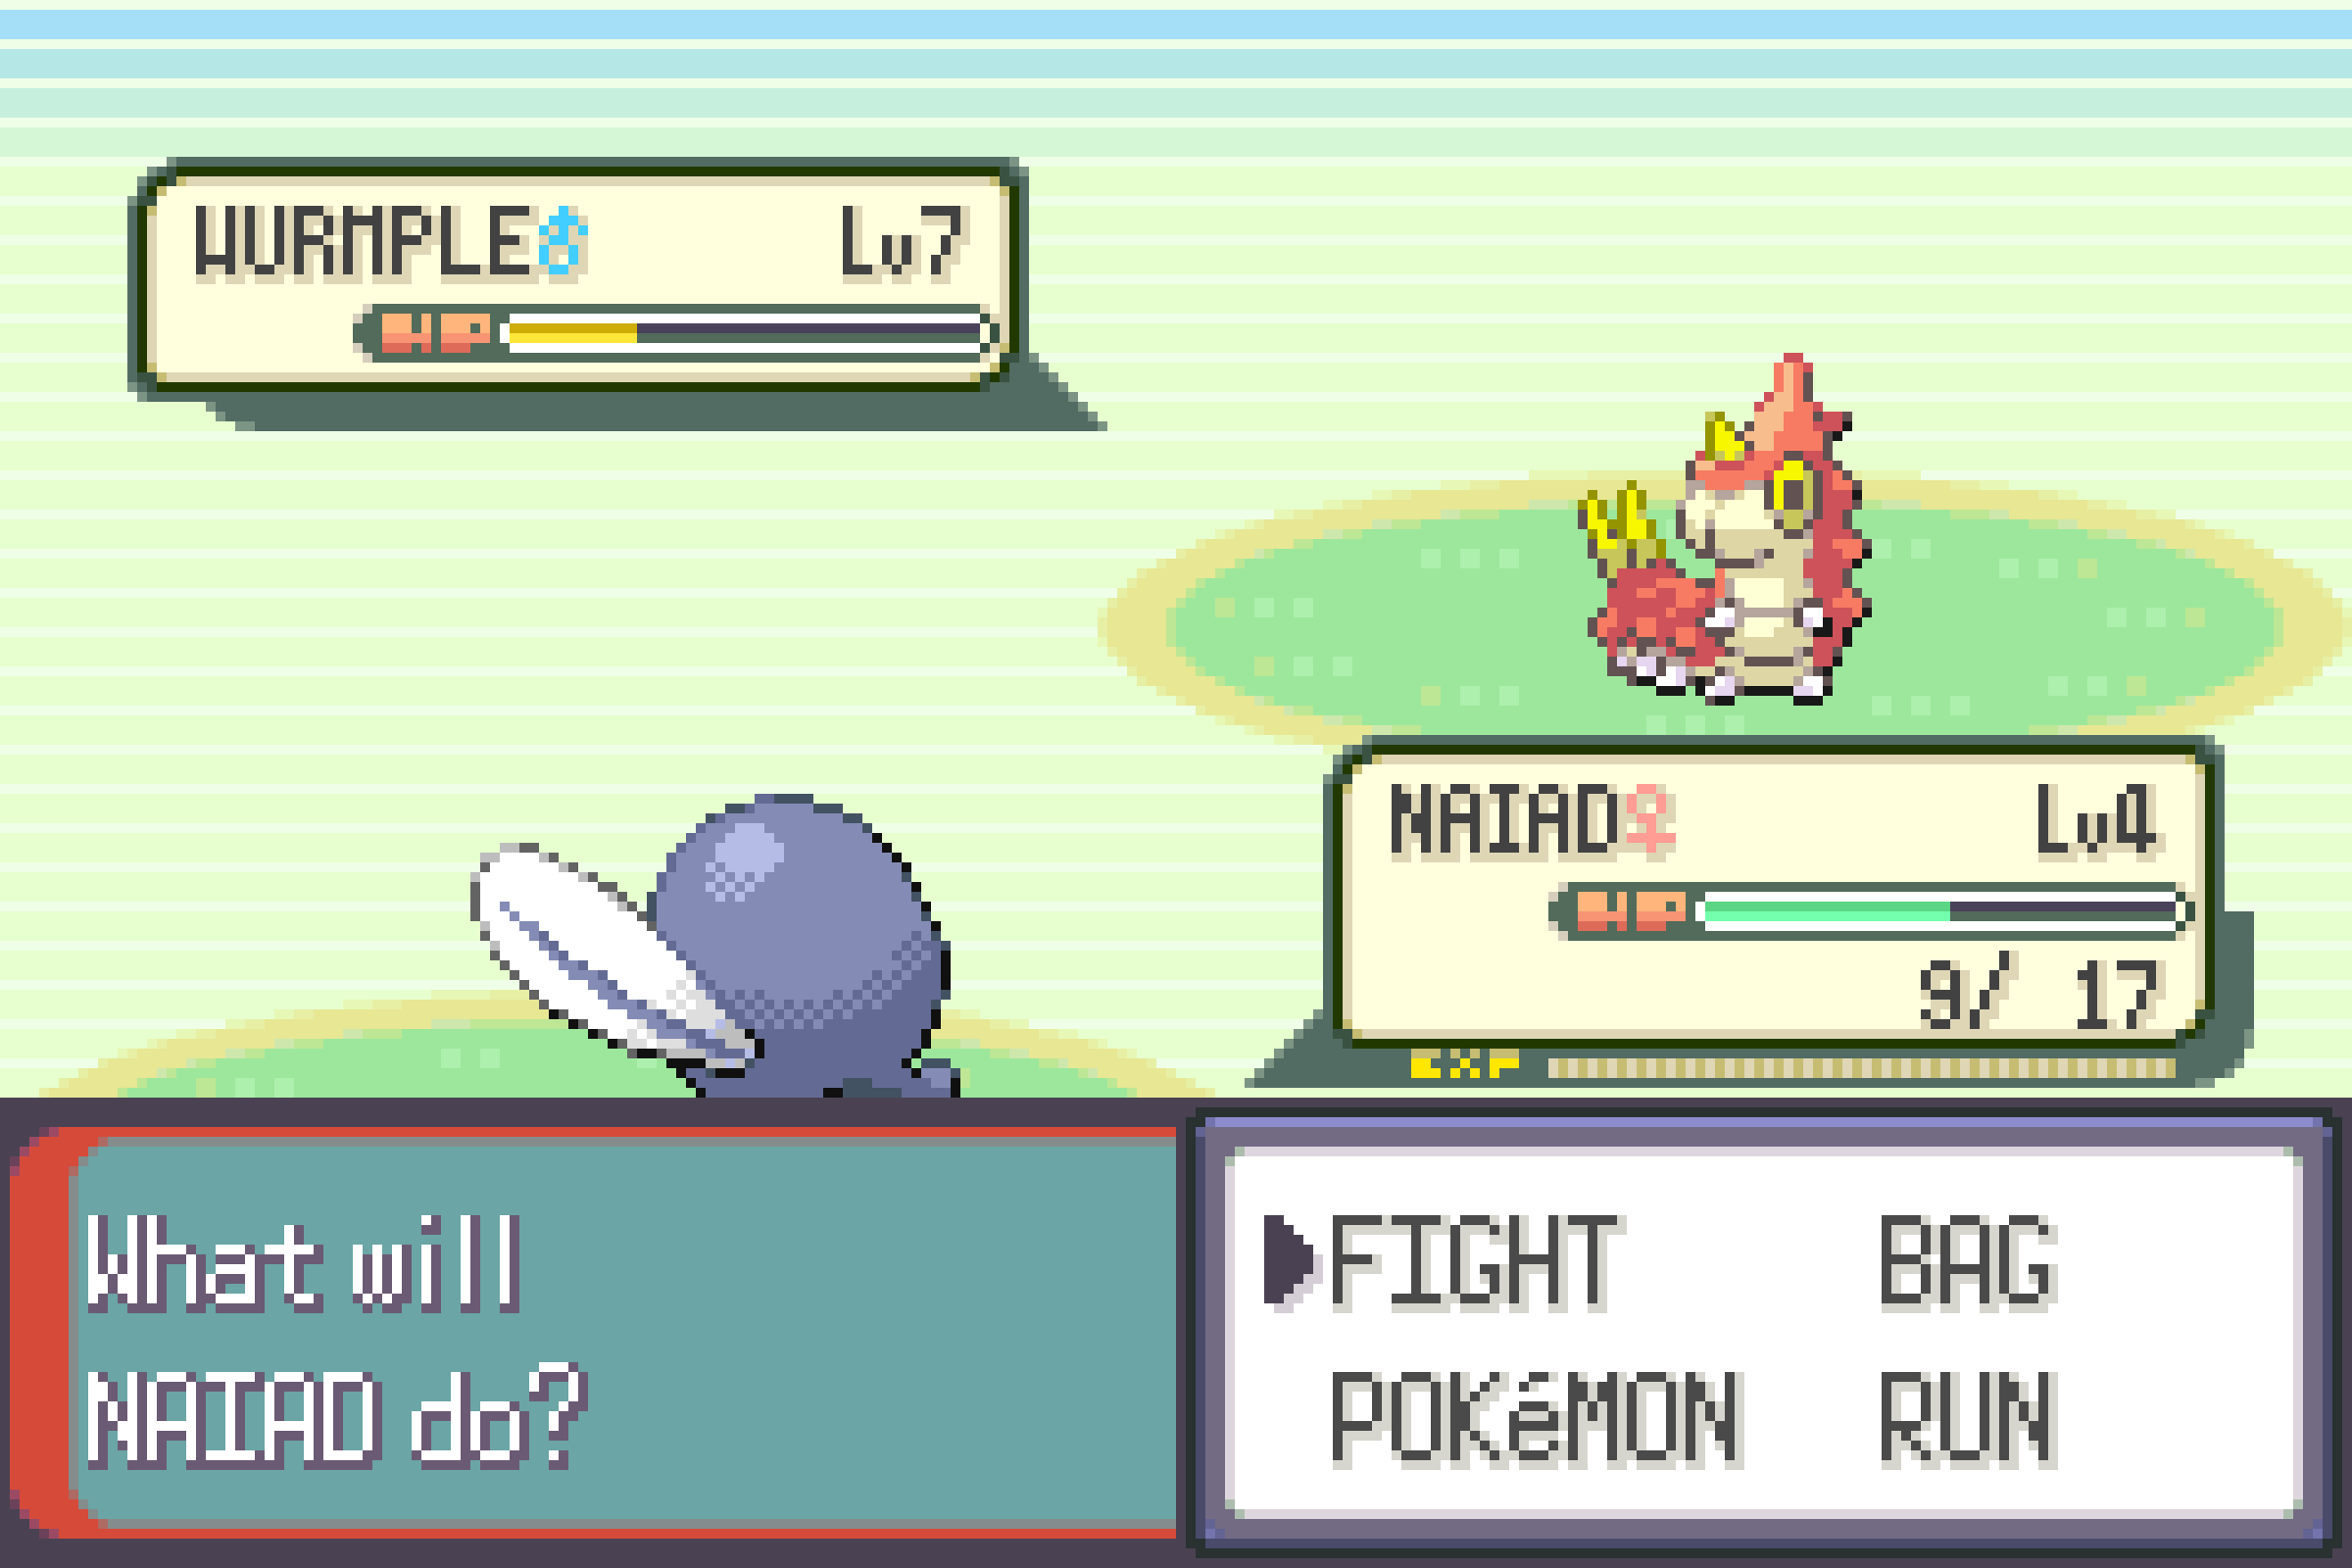 WURMPLE♂ Lv7
HP
NAIAD♀ Lv4
HP
9/ 17
EXP
What will
NAIAD do?
FIGHT BAG
POKéMON RUN